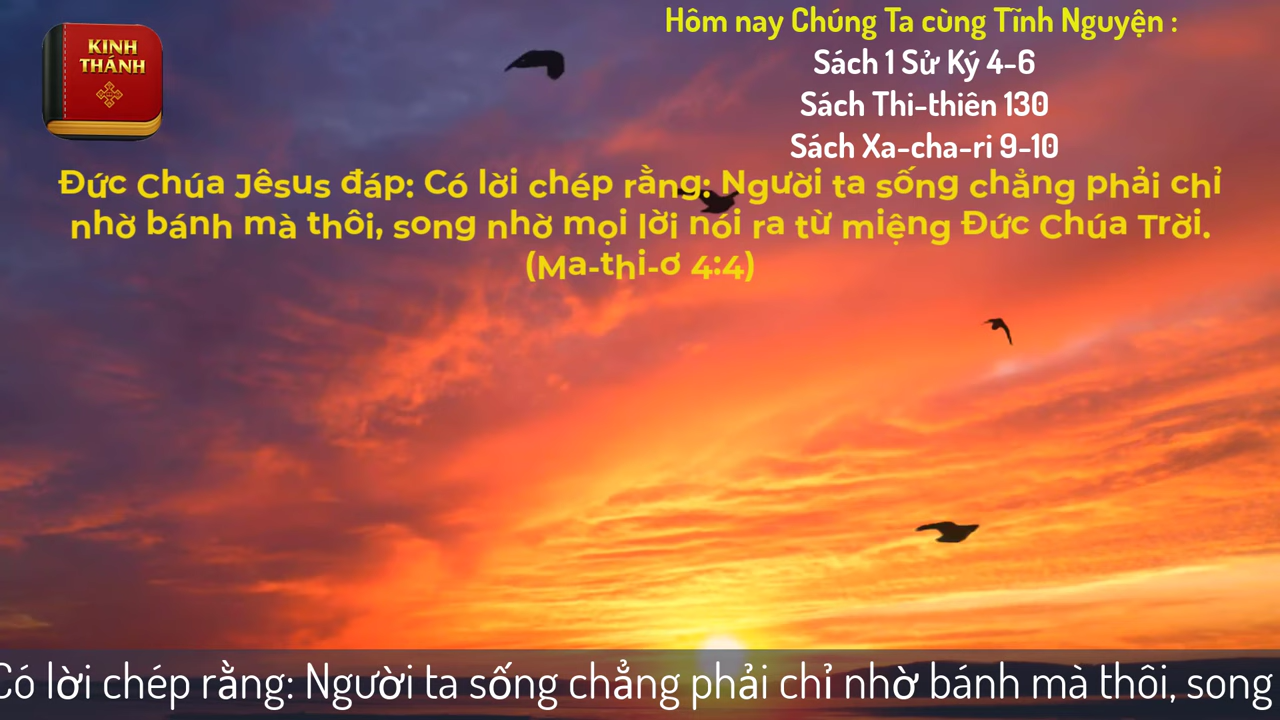 KINH
THÁNH
Hôm nay Chúng Ta cùng Tĩnh Nguyện :
Sách 1 Sử Ký 4-6
Sách Thi-thiên 130
Sách Xa-cha-ri 9-10
Đức Chúa Jêsus đáp: Có lời chép rằng: Người ta sống chẳng phải chỉ
nhờ bánh mà thôi, song nhờ mọi lời nói ra từ miệng Đức Chúa Trời.
(Ma-thi-ơ 4:4)
Có lời chép rằng: Người ta sống chẳng phải chỉ nhờ bánh mà thôi, song